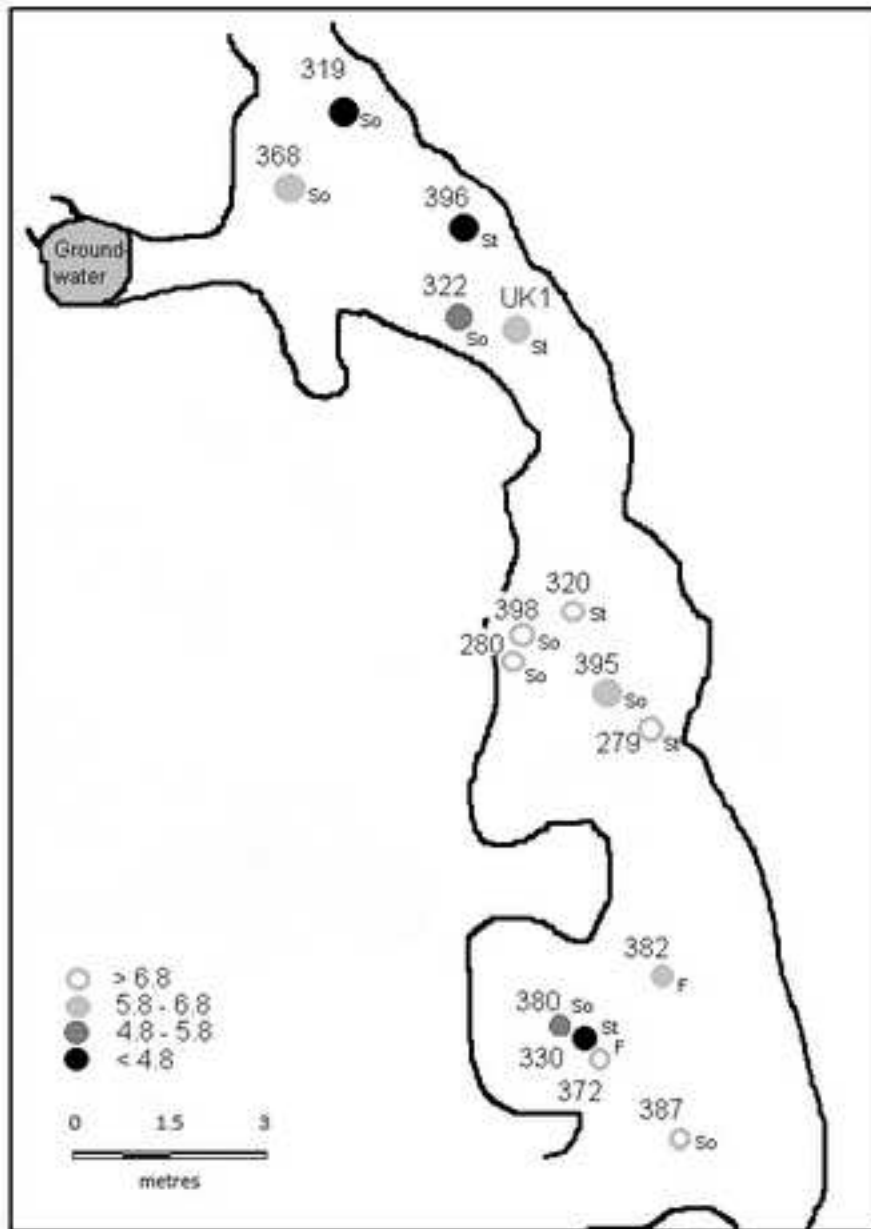 319
So
368
So
396
St
Ground-
water
322
So
UK1
St
320
St
398
So
280
So
395
So
279
St
382
F
380 So
St
330
F
372
387
So
> 6.8
5.8 - 6.8
4.8 - 5.8
< 4.8
0 1.5 3
metres